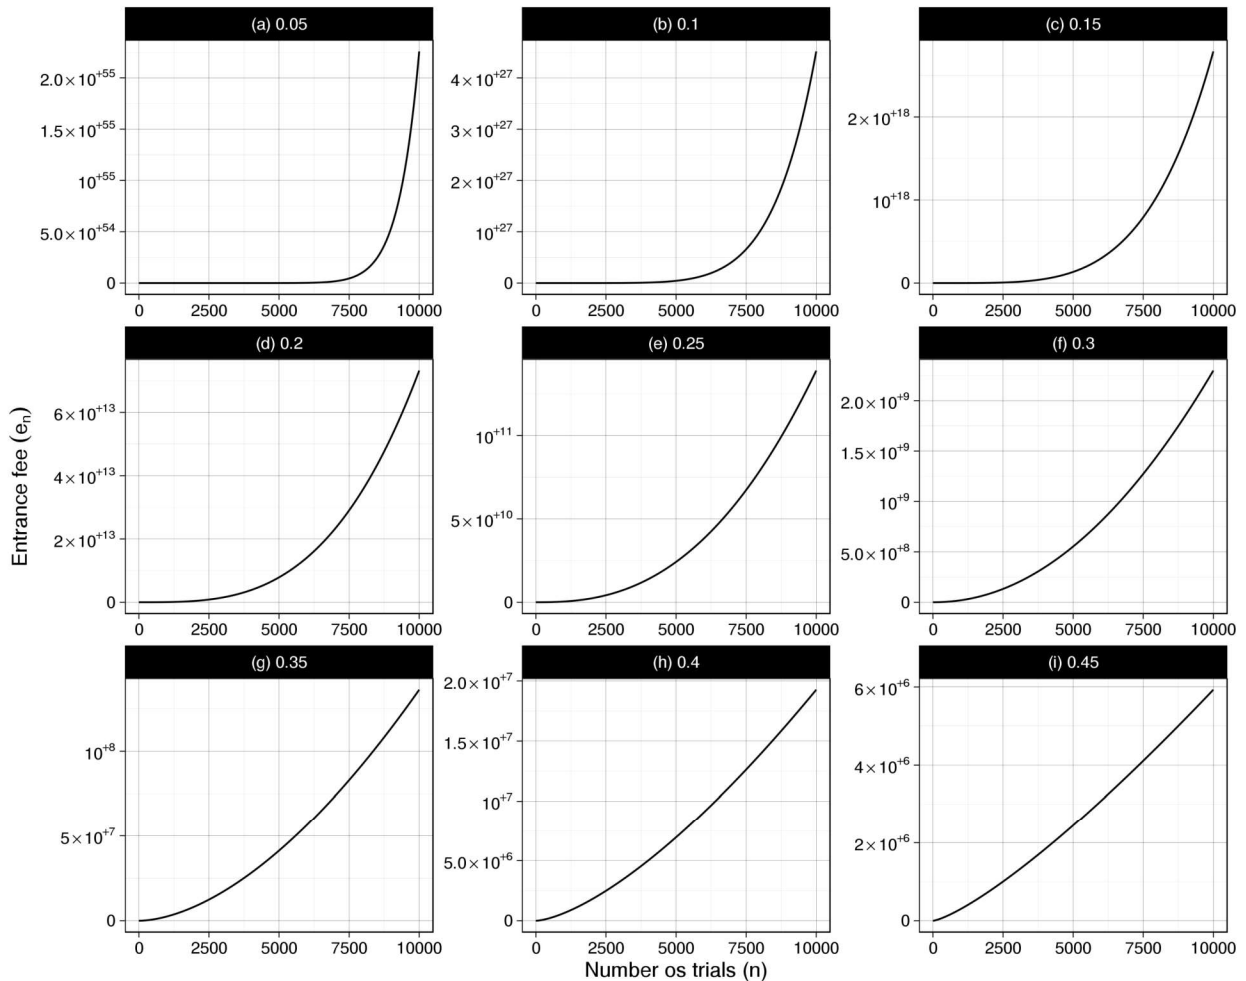 (a) 0.05
(b) 0.1
(c) 0.15
2.0×10⁺⁵⁵
1.5×10⁺⁵⁵
10⁺⁵⁵
5.0×10⁺⁵⁴
0
4×10⁺²⁷
3×10⁺²⁷
2×10⁺²⁷
10⁺²⁷
0
2×10⁺¹⁸
10⁺¹⁸
0
0 2500 5000 7500 10000
0 2500 5000 7500 10000
0 2500 5000 7500 10000
(d) 0.2
(e) 0.25
(f) 0.3
6×10⁺¹³
4×10⁺¹³
2×10⁺¹³
0
10⁺¹¹
5×10⁺¹⁰
0
2.0×10⁺⁹
1.5×10⁺⁹
10⁺⁹
5.0×10⁺⁸
0
0 2500 5000 7500 10000
0 2500 5000 7500 10000
0 2500 5000 7500 10000
Entrance fee (eₙ)
(g) 0.35
(h) 0.4
(i) 0.45
10⁺⁸
5×10⁺⁷
0
2.0×10⁺⁷
1.5×10⁺⁷
10⁺⁷
5.0×10⁺⁶
0
6×10⁺⁶
4×10⁺⁶
2×10⁺⁶
0
0 2500 5000 7500 10000
0 2500 5000 7500 10000
0 2500 5000 7500 10000
Number os trials (n)